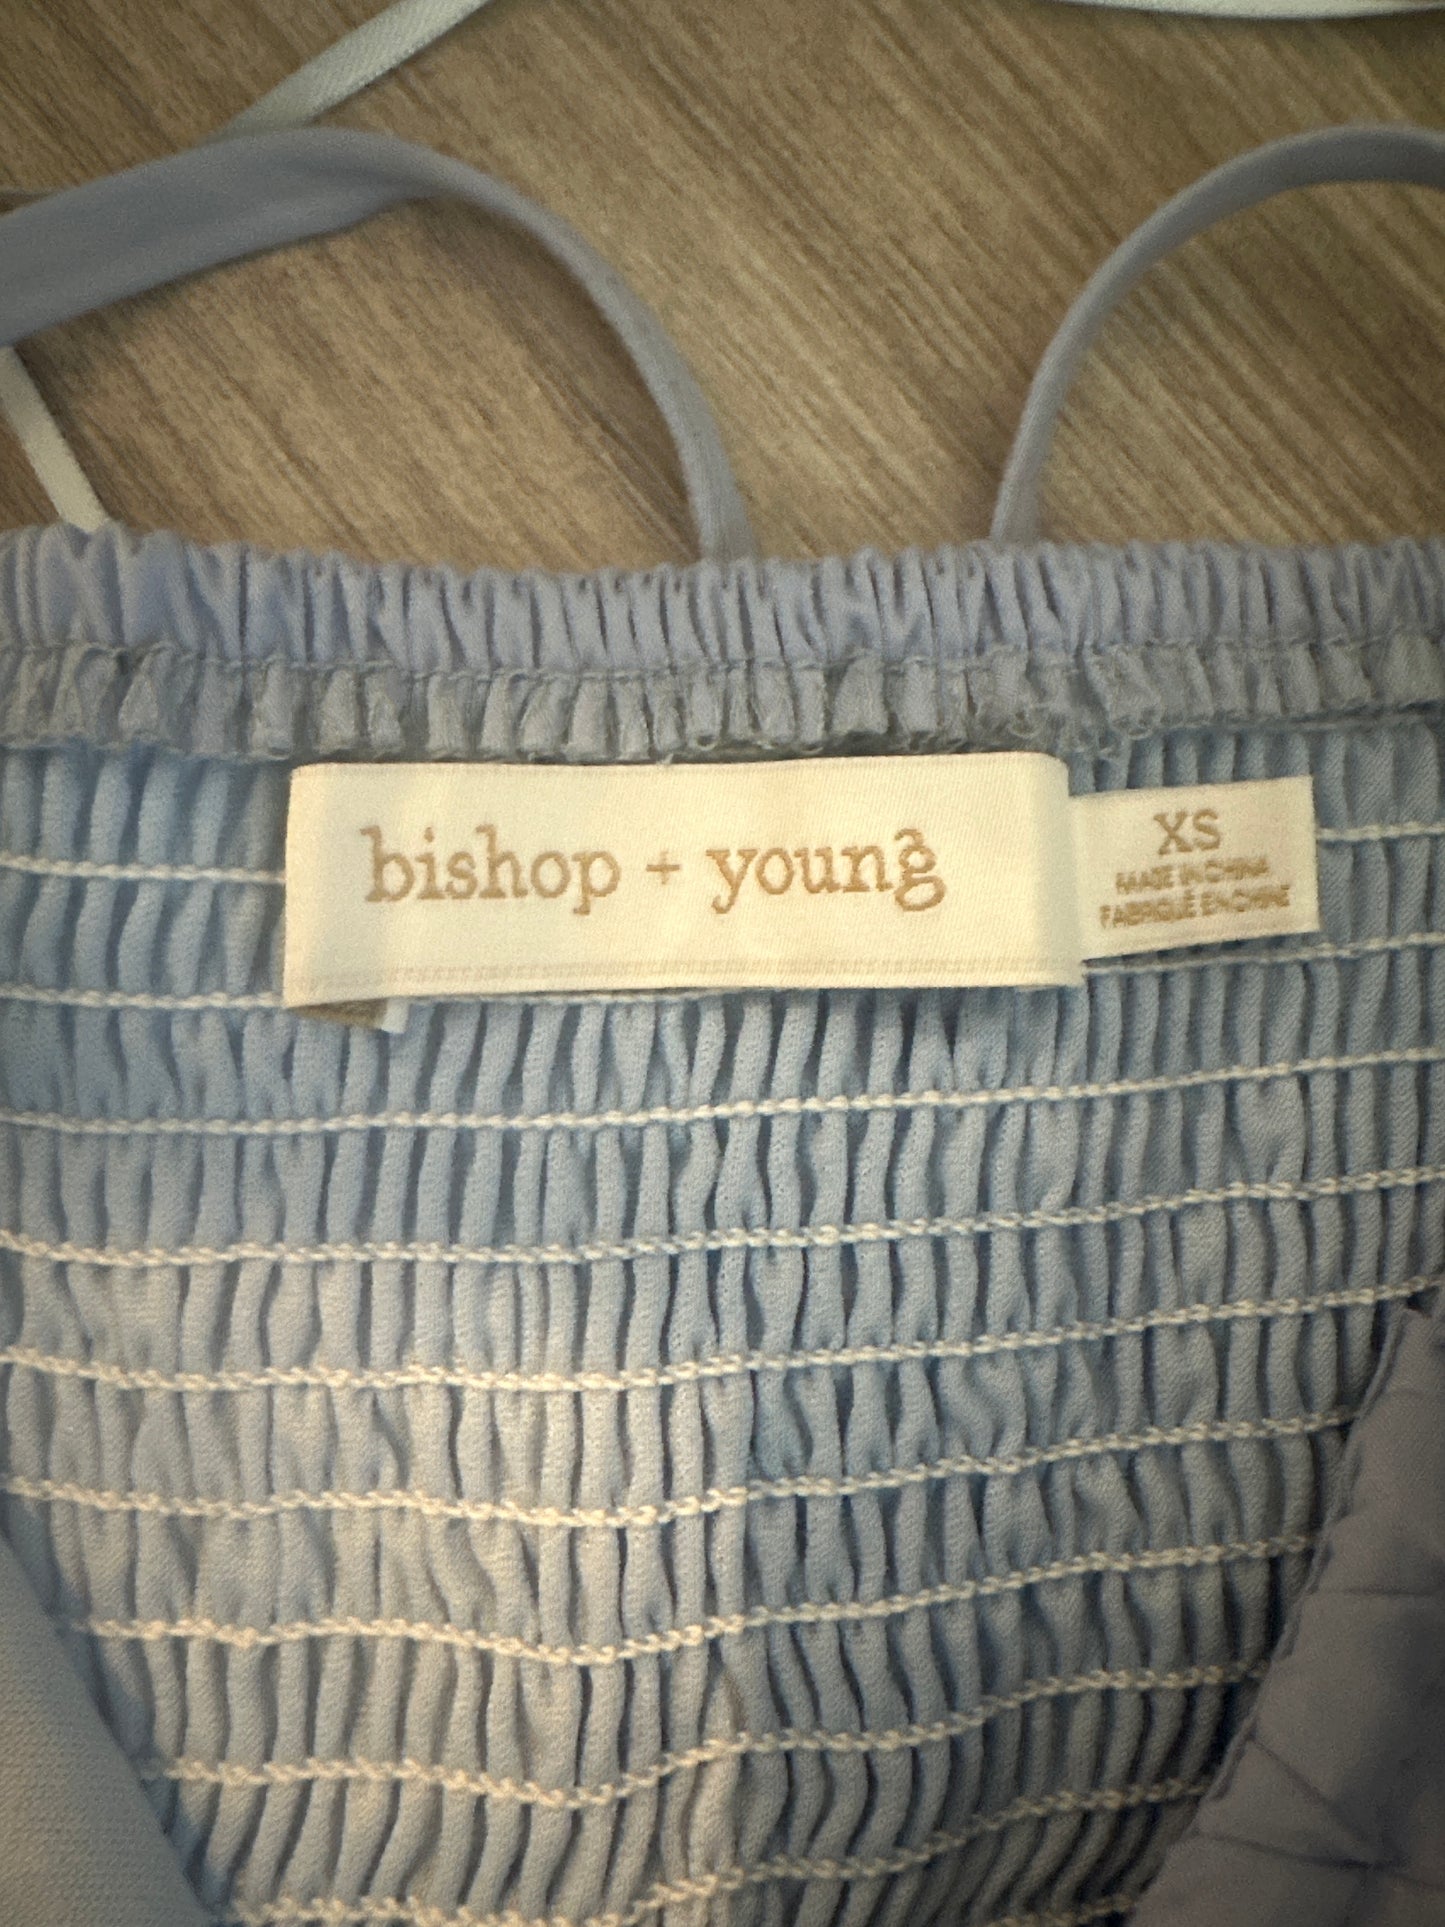 bishop + young
XS
MADE IN CHINA
FABRIQUÉ EN CHINE